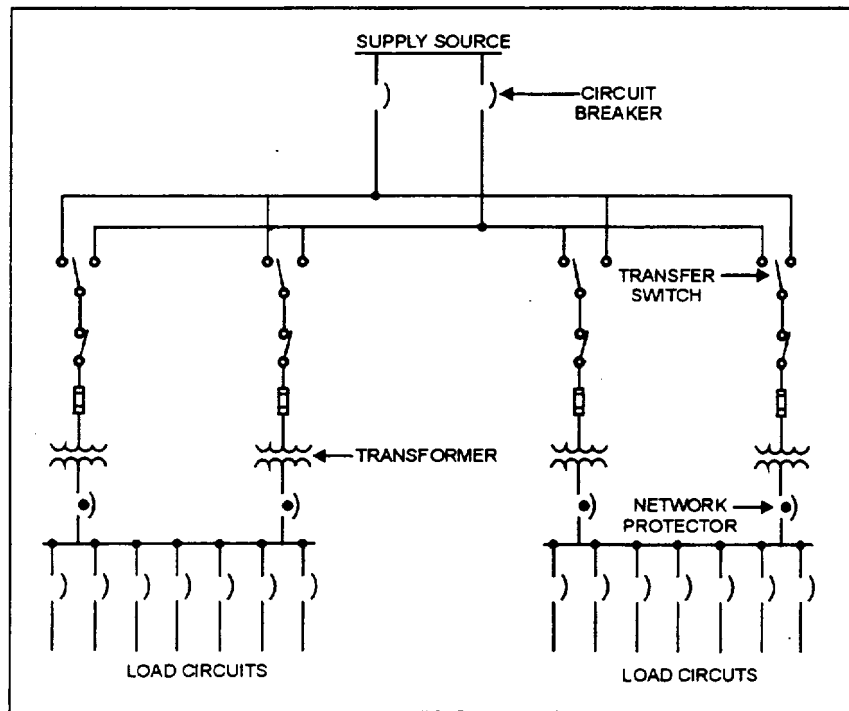 SUPPLY SOURCE
CIRCUIT
BREAKER
TRANSFER
SWITCH
TRANSFORMER
NETWORK
PROTECTOR
LOAD CIRCUITS
LOAD CIRCUTS